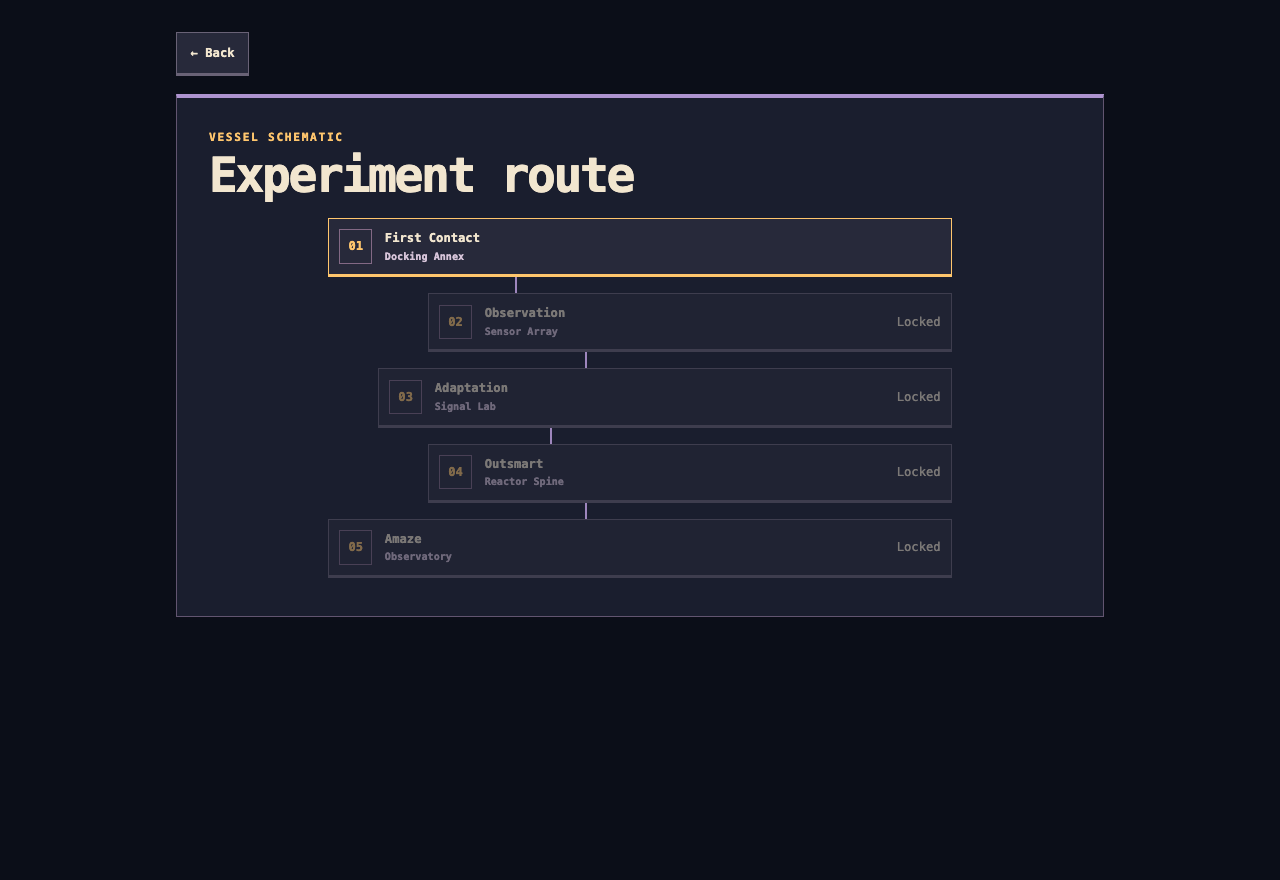 ← Back
VESSEL SCHEMATIC
Experiment route
01 First Contact
Docking Annex
02 Observation Locked
Sensor Array
03 Adaptation Locked
Signal Lab
04 Outsmart Locked
Reactor Spine
05 Amaze Locked
Observatory